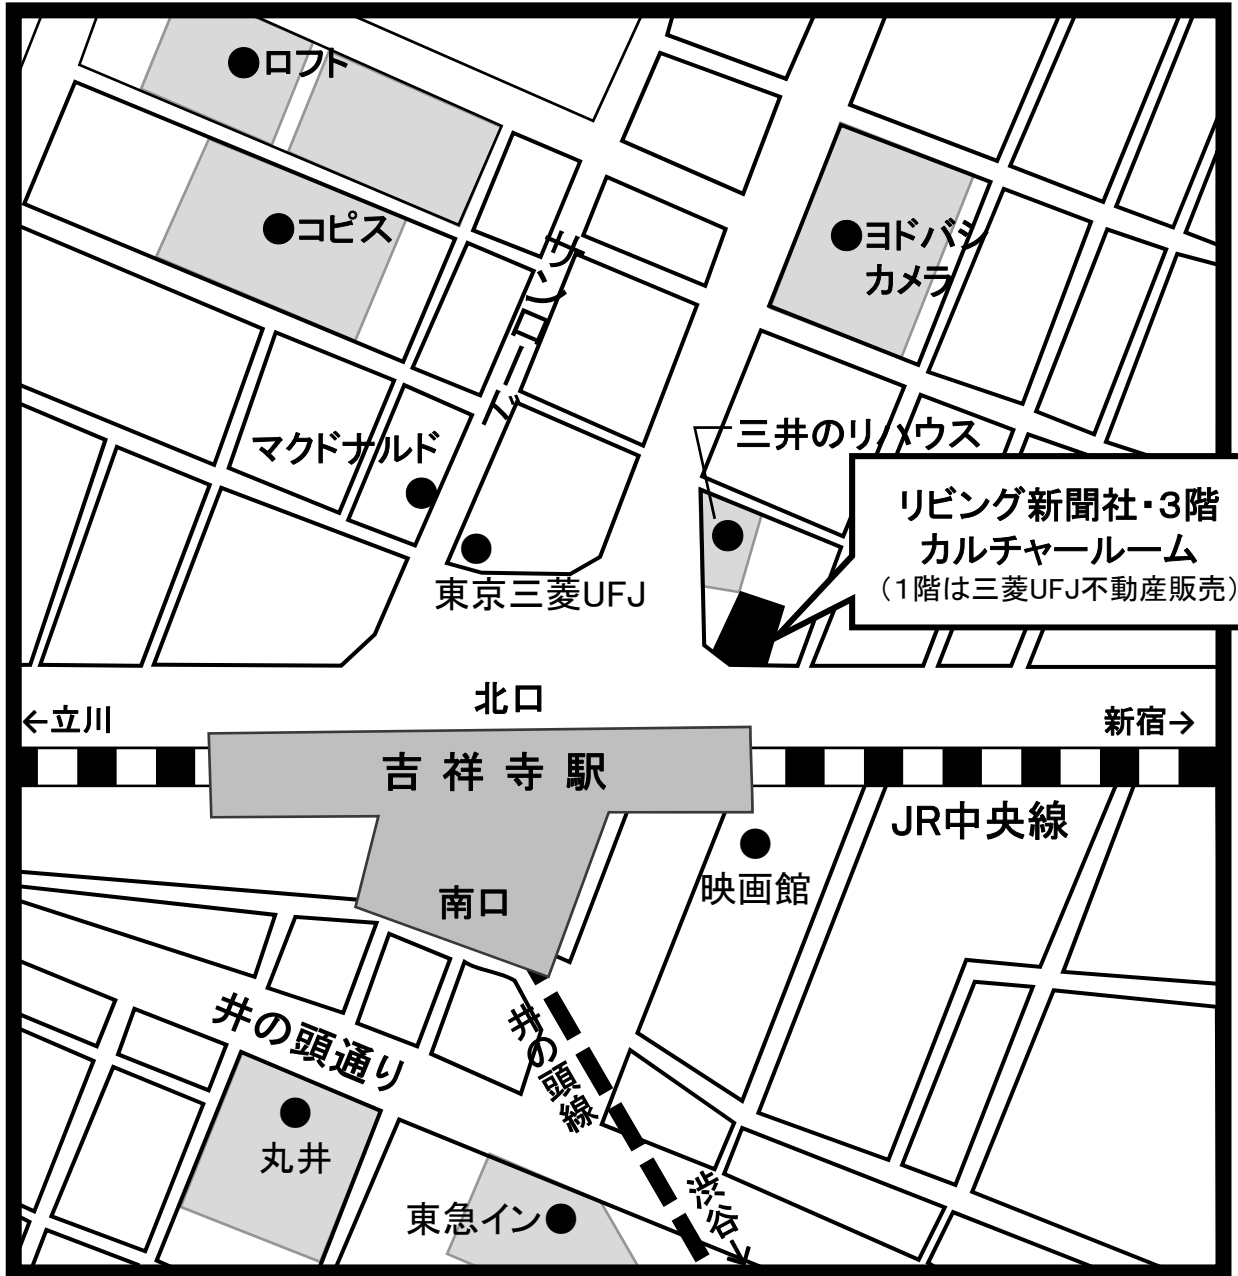 ロフト
コピス
サンロード
ヨドバシ
カメラ
マクドナルド
三井のリハウス
リビング新聞社・3階
カルチャールーム
（1階は三菱UFJ不動産販売）
東京三菱UFJ
北口
←立川
新宿→
吉祥寺駅
JR中央線
映画館
南口
井の頭通り
井の頭線
丸井
東急イン
渋谷→